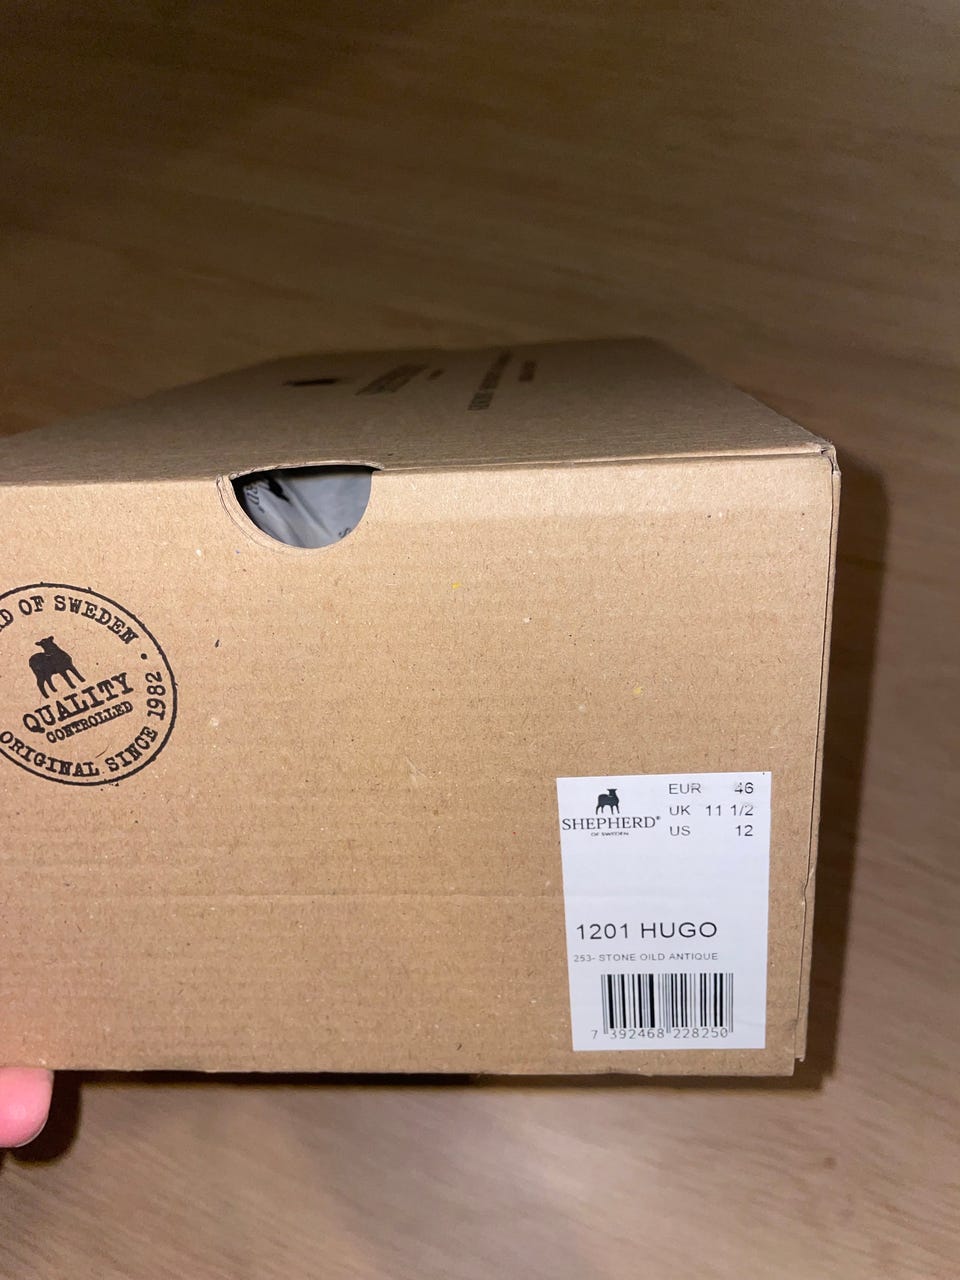 D OF SWEDEN •
QUALITY
CONTROLLED
ORIGINAL SINCE 1982
SHEPHERD®
OF SWEDEN
EUR 46
UK 11 1/2
US 12
1201 HUGO
253- STONE OILD ANTIQUE
7 392468 228250